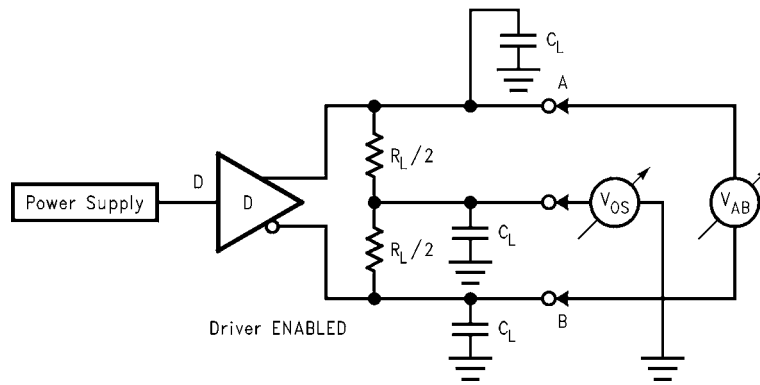 C_L
A
R_L/2
D
Power Supply
D
V_OS
V_AB
C_L
R_L/2
B
Driver ENABLED
C_L